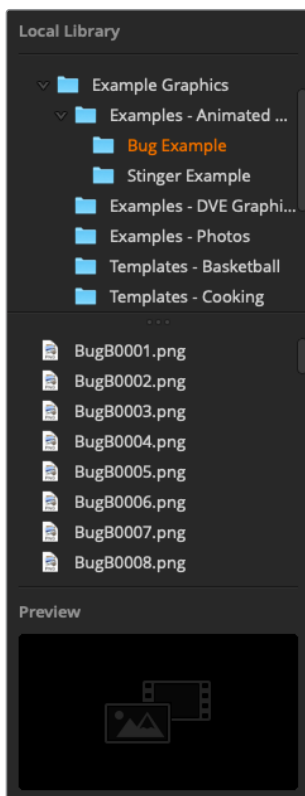 Local Library
Example Graphics
Examples - Animated ...
Bug Example
Stinger Example
Examples - DVE Graphi...
Examples - Photos
Templates - Basketball
Templates - Cooking
BugB0001.png
BugB0002.png
BugB0003.png
BugB0004.png
BugB0005.png
BugB0006.png
BugB0007.png
BugB0008.png
Preview